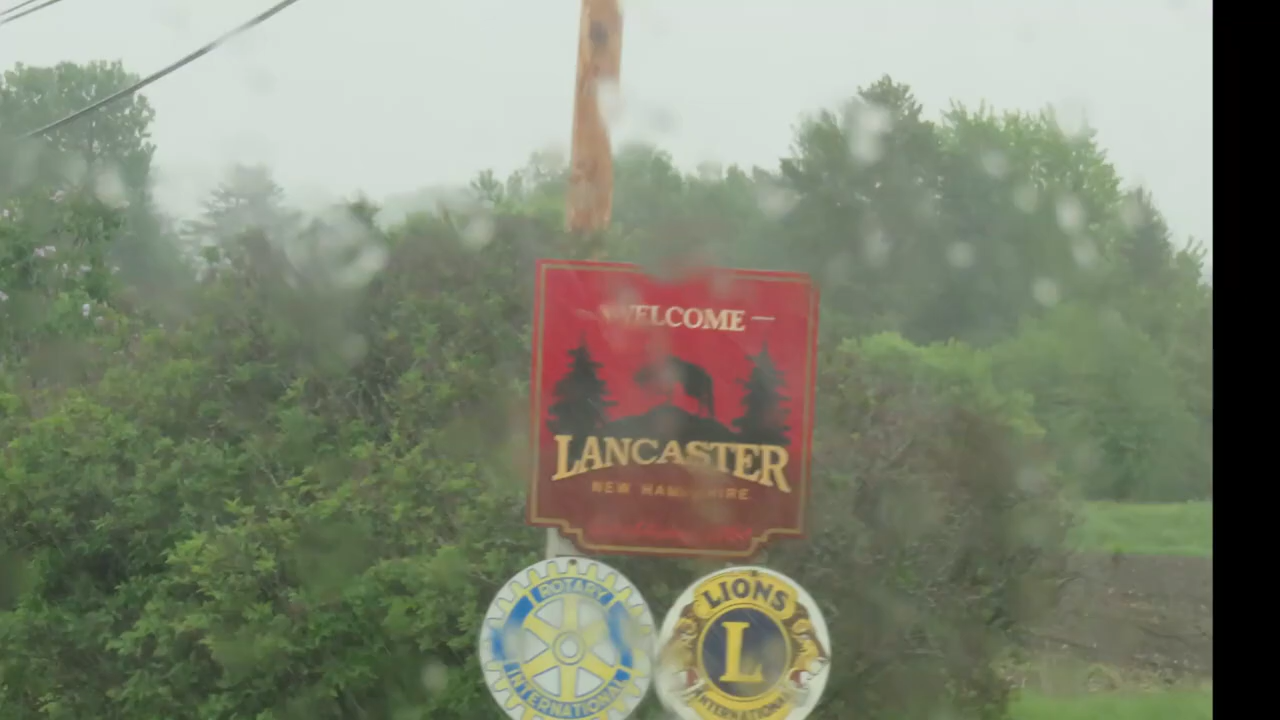 WELCOME
LANCASTER
NEW HAMPSHIRE
ROTARY
INTERNATIONAL
LIONS
L
INTERNATIONAL